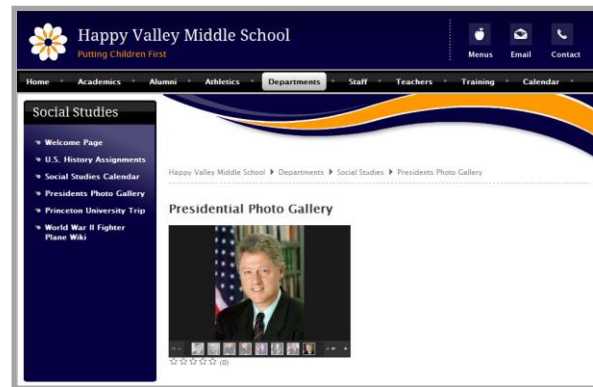 Happy Valley Middle School
Putting Children First
Menus Email Contact
Home Academics Alumni Athletics Departments Staff Teachers Training Calendar
Social Studies
Welcome Page
U.S. History Assignments
Social Studies Calendar
Presidents Photo Gallery
Princeton University Trip
World War II Fighter
Plane Wiki
Happy Valley Middle School Departments Social Studies Presidents Photo Gallery
Presidential Photo Gallery
(0)